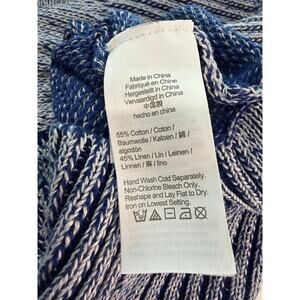 Made in China
Fabriqué en Chine
Hergestellt in China
Vervaardigd in China
中国製
hecho en China
55% Cotton / Coton /
Baumwolle / Katoen / 綿 /
algodón
45% Linen / Lin / Leinen /
Linnen / 麻 / lino
Hand Wash Cold Separately.
Non-Chlorine Bleach Only.
Reshape and Lay Flat to Dry.
Iron on Lowest Setting.